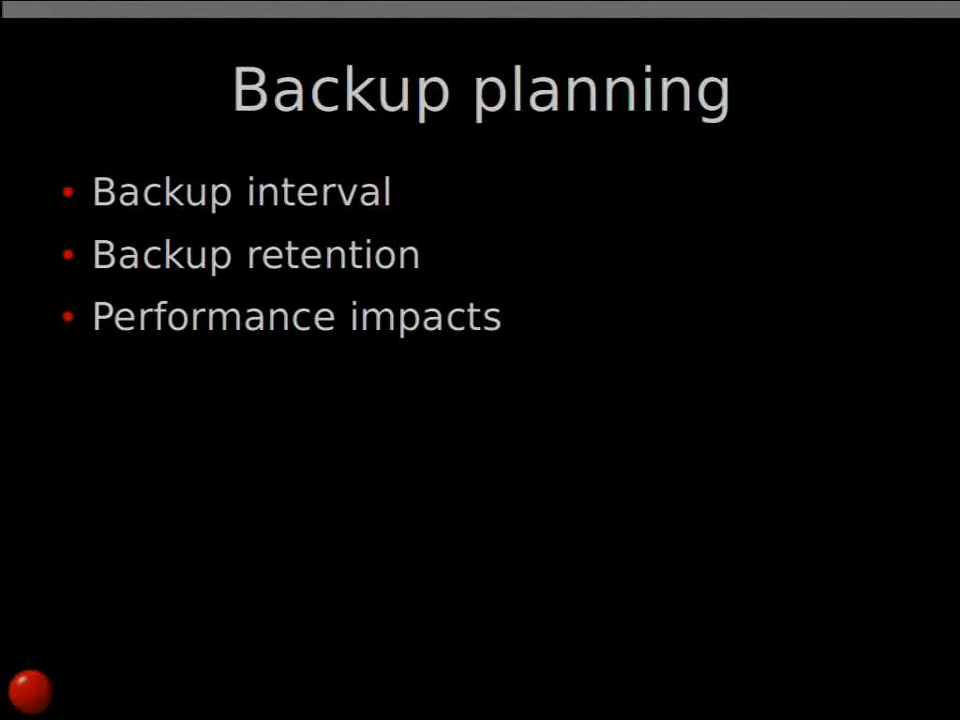 Backup planning
Backup interval
Backup retention
Performance impacts